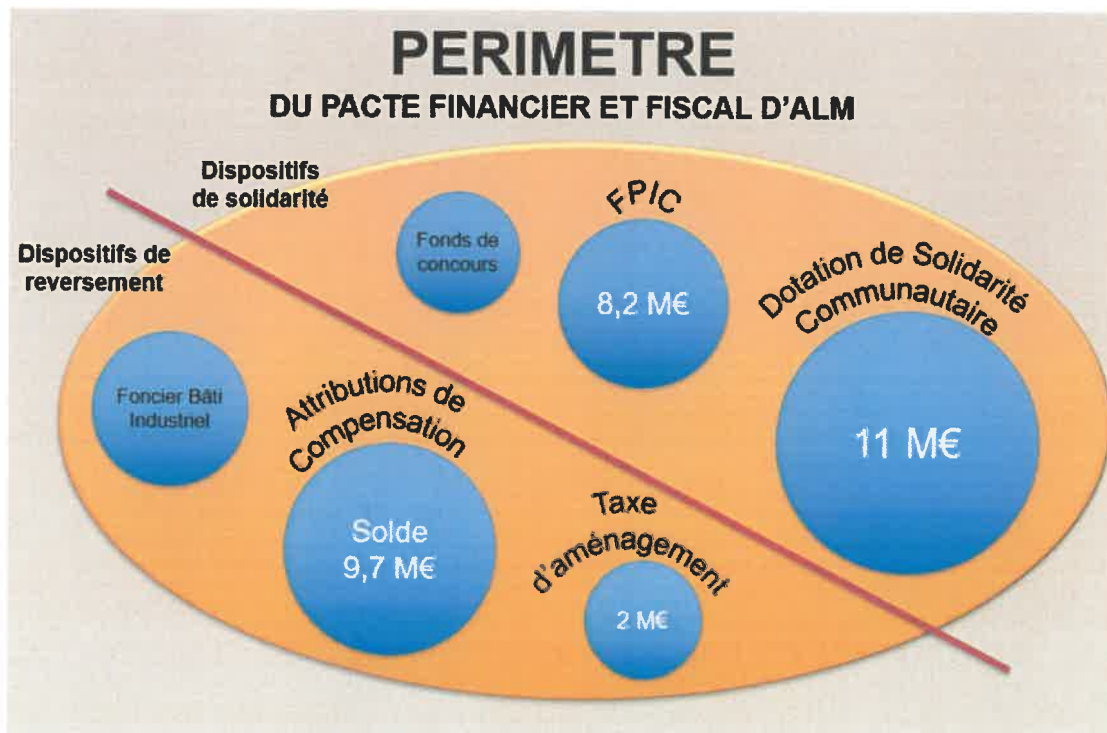 PERIMETRE
DU PACTE FINANCIER ET FISCAL D'ALM
Dispositifs
de solidarité
Dispositifs de
reversement
Fonds de
concours
FPIC
8,2 M€
Dotation de Solidarité
Communautaire
11 M€
Foncier Bâti
Industriel
Attributions de
Compensation
Solde
9,7 M€
Taxe
d'aménagement
2 M€